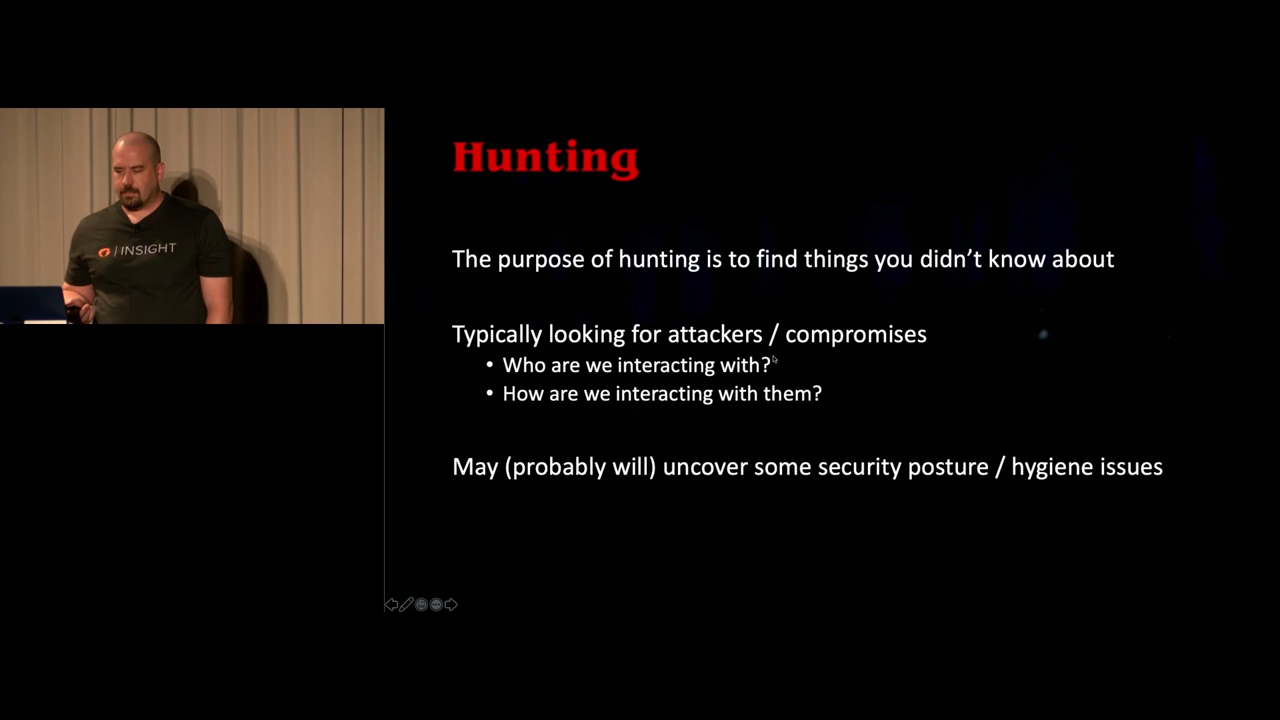 Hunting
The purpose of hunting is to find things you didn't know about
Typically looking for attackers / compromises
• Who are we interacting with?
• How are we interacting with them?
May (probably will) uncover some security posture / hygiene issues
| INSIGHT